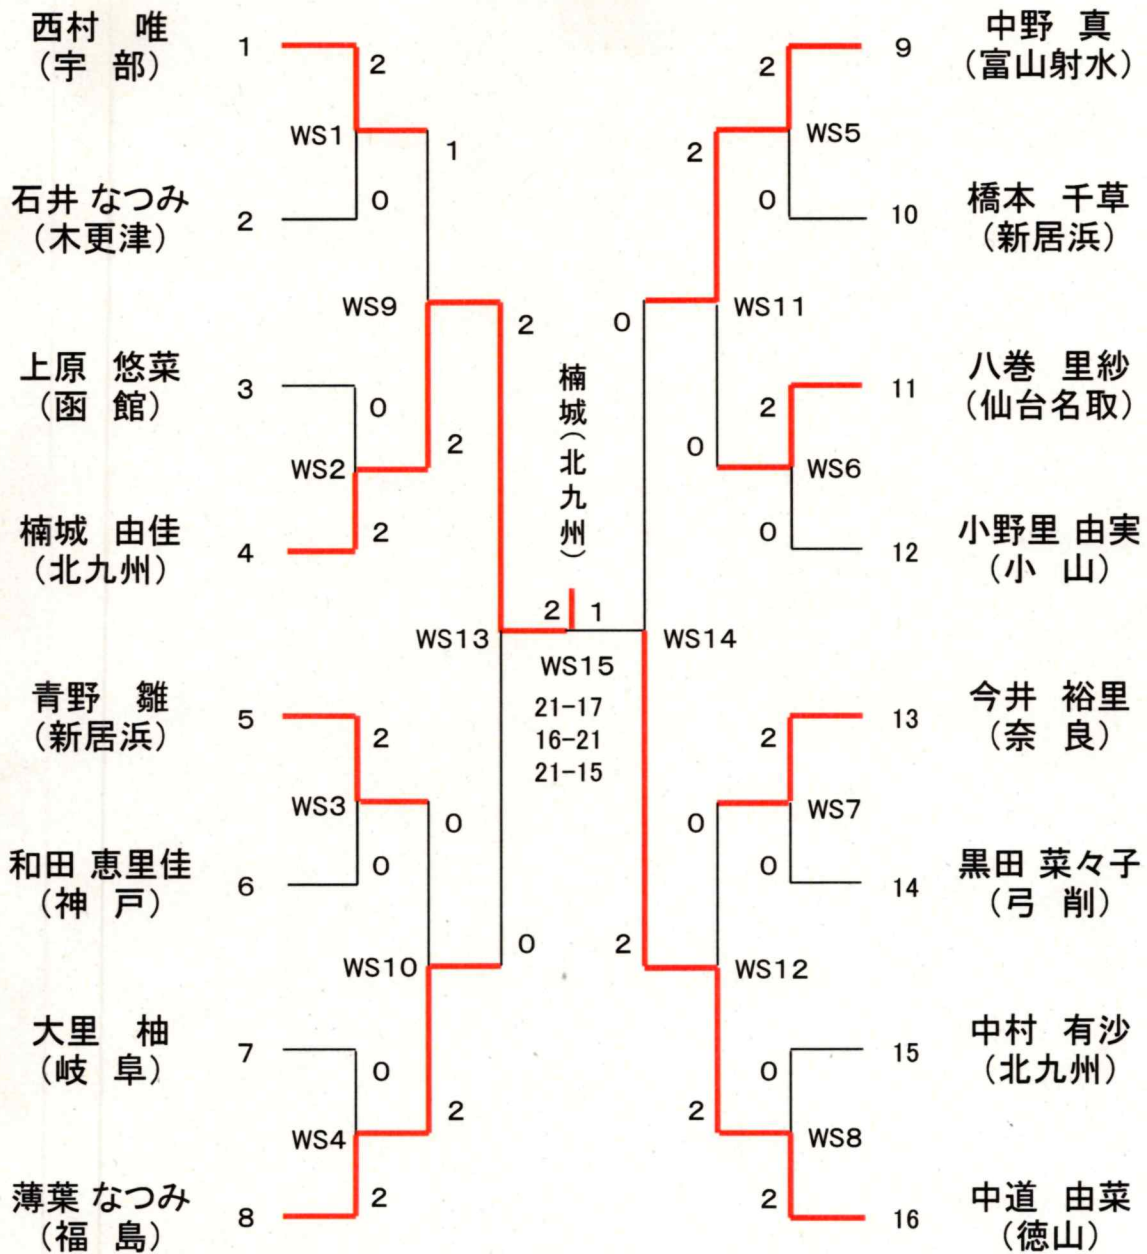 西村 唯
(宇 部)
1
2
WS1
1
石井 なつみ
(木更津)
2
0
WS9
2
上原 悠菜
(函 館)
3
0
WS2
2
楠城 由佳
(北九州)
4
2
WS13
青野 雛
(新居浜)
5
2
WS3
0
和田 恵里佳
(神 戸)
6
0
WS10
0
大里 柚
(岐 阜)
7
0
WS4
2
薄葉 なつみ
(福 島)
8
2
楠城(北九州)
2
1
WS15
21-17
16-21
21-15
中野 真
(富山射水)
9
2
WS5
2
橋本 千草
(新居浜)
10
0
WS11
0
八巻 里紗
(仙台名取)
11
2
WS6
0
小野里 由実
(小 山)
12
0
WS14
今井 裕里
(奈 良)
13
2
WS7
0
黒田 菜々子
(弓 削)
14
0
WS12
2
中村 有沙
(北九州)
15
0
WS8
2
中道 由菜
(徳山)
16
2